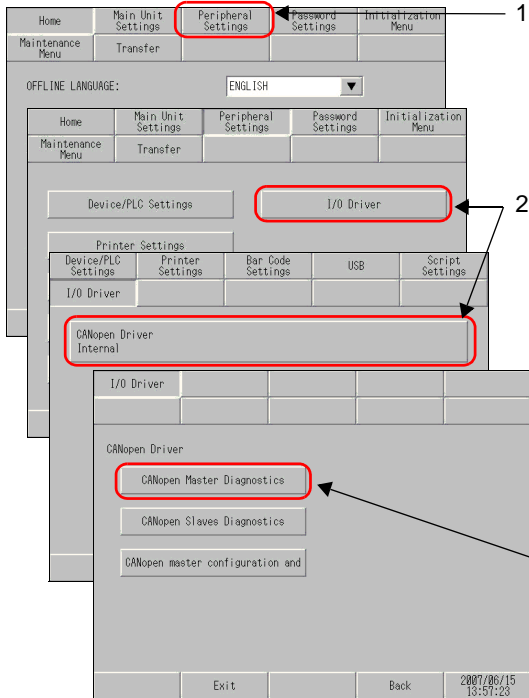 Home
Main Unit Settings
Peripheral Settings
Password Settings
Initialization Menu
1
Maintenance Menu
Transfer
OFFLINE LANGUAGE:
ENGLISH
Home
Main Unit Settings
Peripheral Settings
Password Settings
Initialization Menu
Maintenance Menu
Transfer
Device/PLC Settings
I/O Driver
2
Printer Settings
Device/PLC Settings
Printer Settings
Bar Code Settings
USB
Script Settings
I/O Driver
CANopen Driver
Internal
I/O Driver
CANopen Driver
CANopen Master Diagnostics
CANopen Slaves Diagnostics
CANopen master configuration and
Exit
Back
2007/06/15
13:57:23